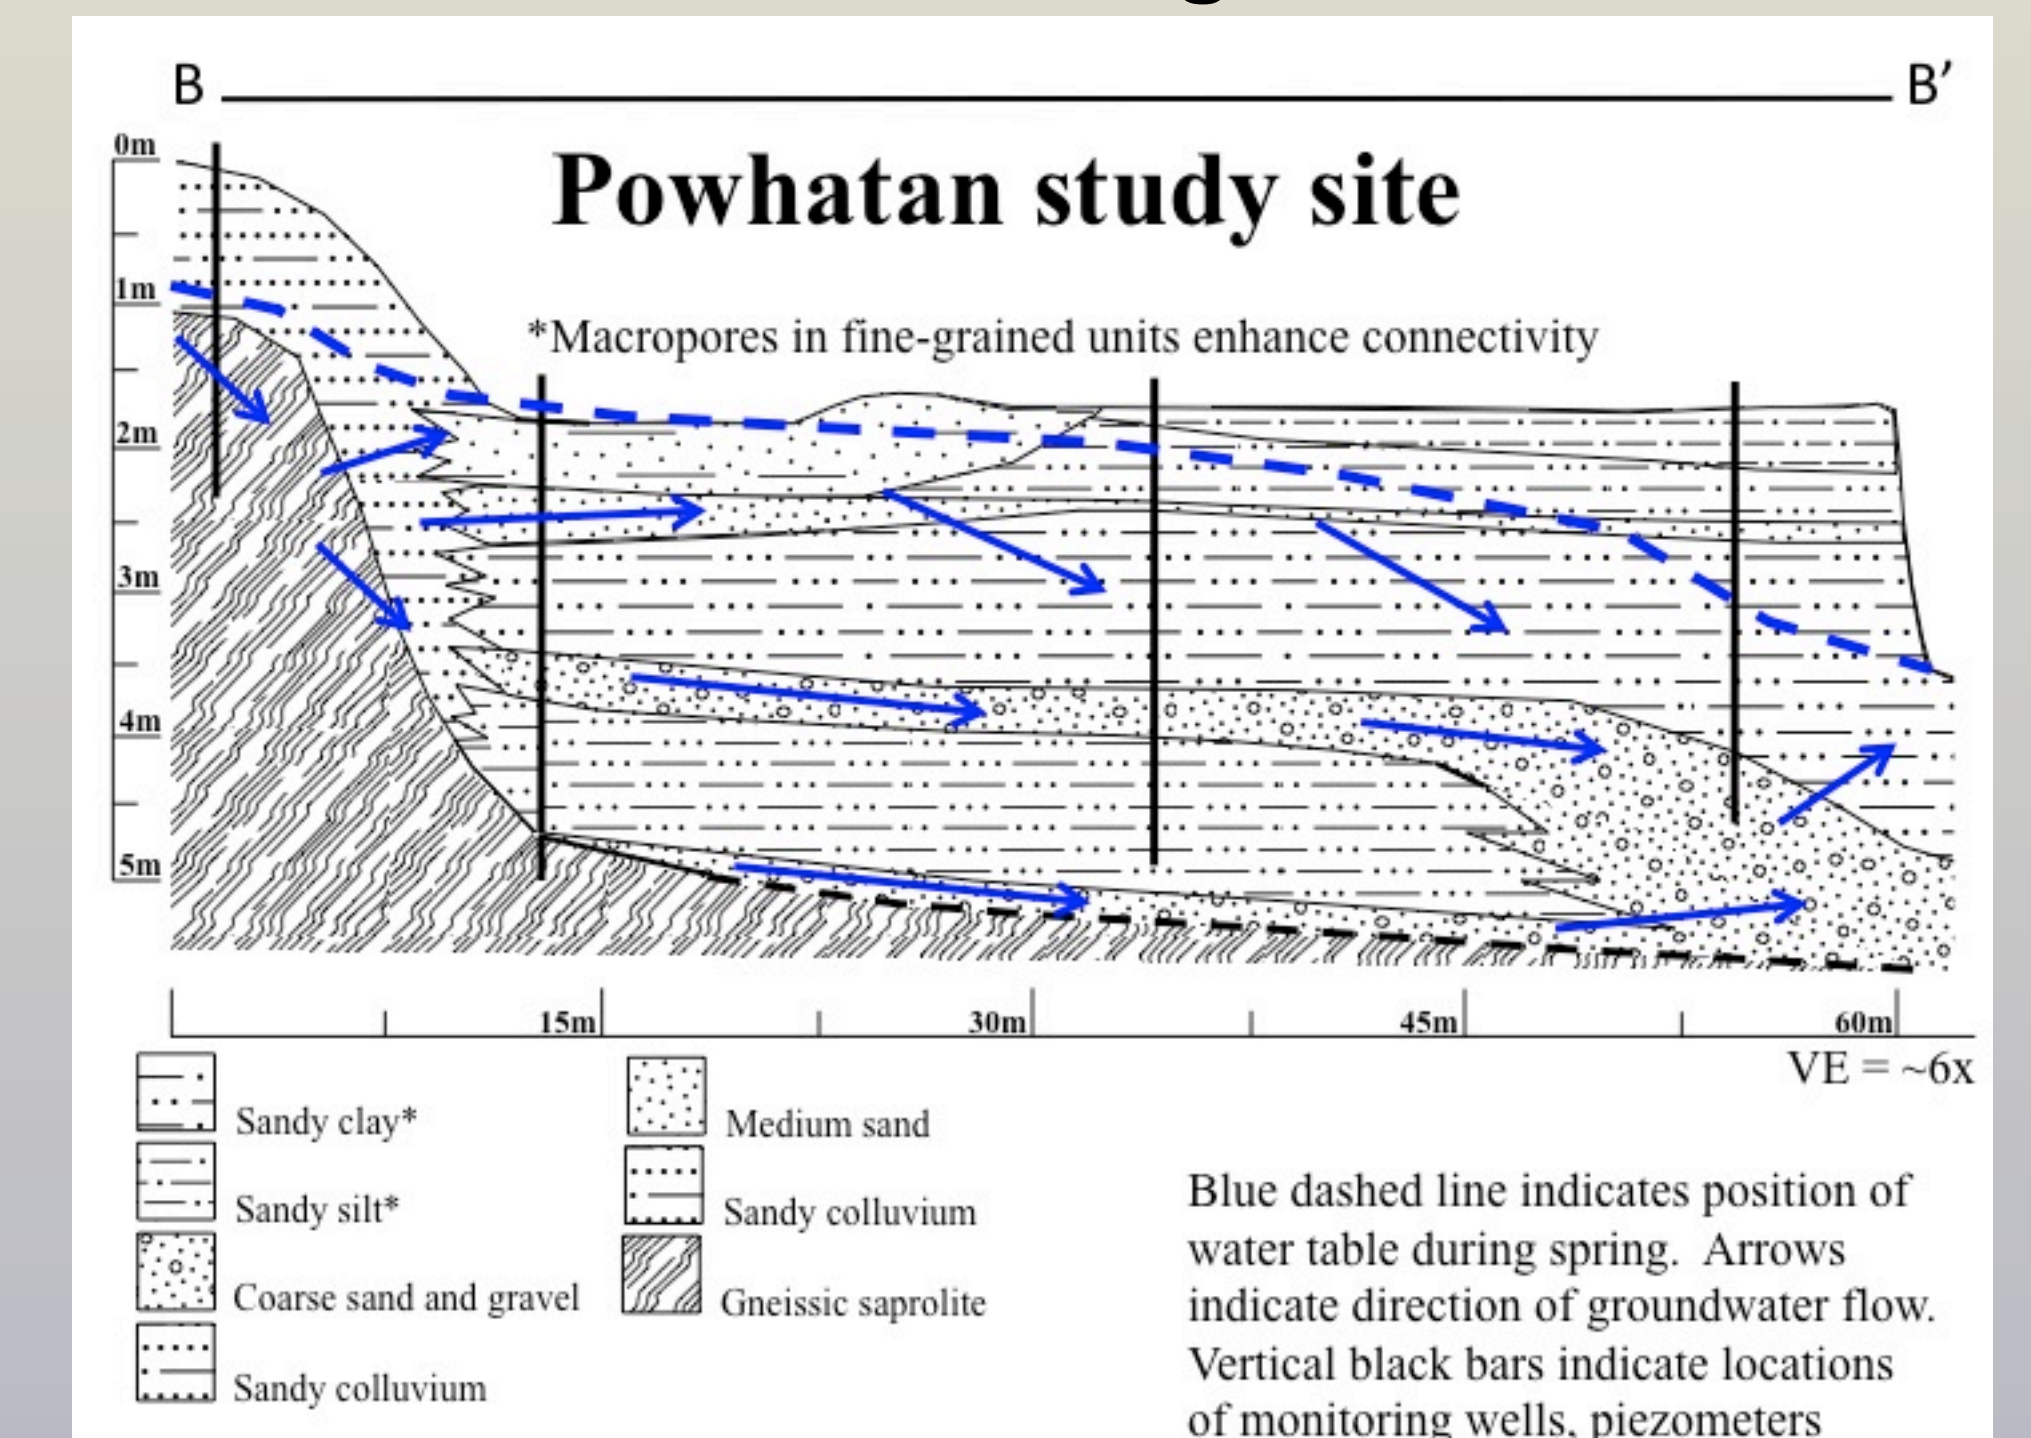 B B’
Powhatan study site
*Macropores in fine-grained units enhance connectivity
0m
1m
2m
3m
4m
5m
15m 30m 45m 60m
VE = ~6x
Sandy clay*
Sandy silt*
Coarse sand and gravel
Sandy colluvium
Medium sand
Sandy colluvium
Gneissic saprolite
Blue dashed line indicates position of
water table during spring. Arrows
indicate direction of groundwater flow.
Vertical black bars indicate locations
of monitoring wells, piezometers